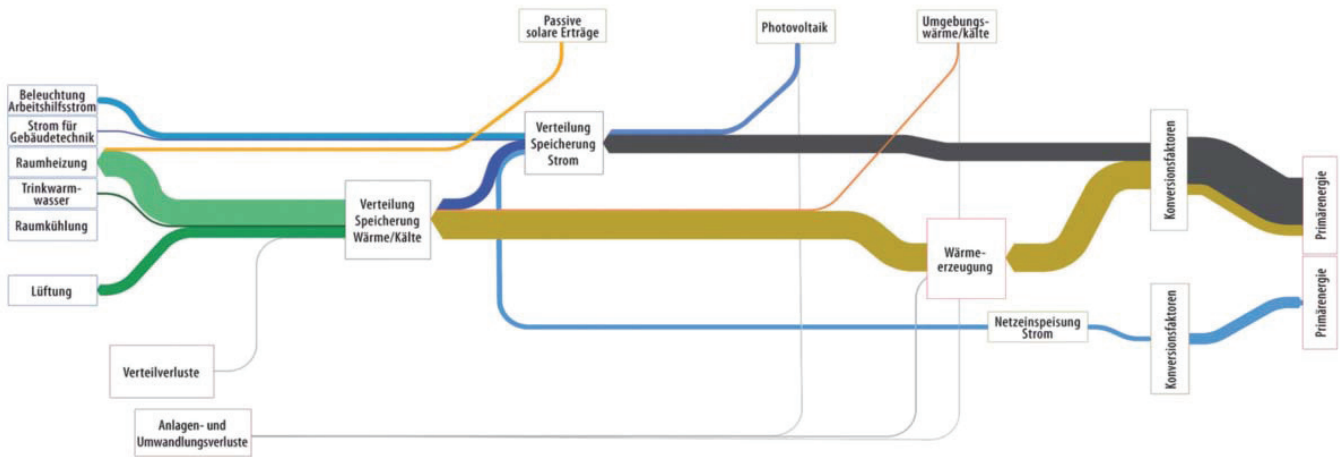 Passive
solare Erträge
Photovoltaik
Umgebungs-
wärme/kälte
Beleuchtung
Arbeitshilfsstrom
Strom für
Gebäudetechnik
Raumheizung
Trinkwarm-
wasser
Raumkühlung
Lüftung
Verteilung
Speicherung
Strom
Verteilung
Speicherung
Wärme/Kälte
Konversionsfaktoren
Primärenergie
Wärme-
erzeugung
Netzeinspeisung
Strom
Konversionsfaktoren
Primärenergie
Verteilverluste
Anlagen- und
Umwandlungsverluste